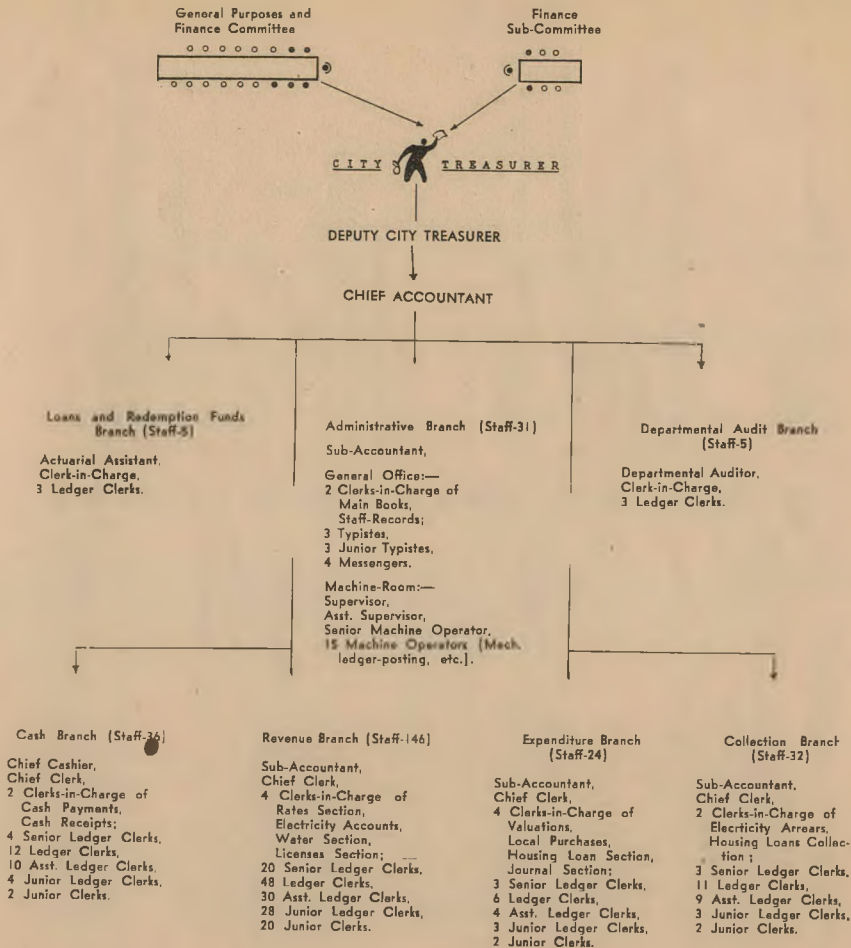 General Purposes and
Finance Committee
Finance
Sub-Committee
CITY TREASURER
DEPUTY CITY TREASURER
CHIEF ACCOUNTANT
Loans and Redemption Funds
Branch (Staff-5)
Actuarial Assistant,
Clerk-in-Charge,
3 Ledger Clerks.
Administrative Branch (Staff-31)
Sub-Accountant,
General Office:—
2 Clerks-in-Charge of
Main Books,
Staff-Records;
3 Typistes,
3 Junior Typistes,
4 Messengers.
Machine-Room:—
Supervisor,
Asst. Supervisor,
Senior Machine Operator,
15 Machine Operators (Mech.
ledger-posting, etc.).
Departmental Audit Branch
(Staff-5)
Departmental Auditor,
Clerk-in-Charge,
3 Ledger Clerks.
Cash Branch (Staff-36)
Chief Cashier,
Chief Clerk,
2 Clerks-in-Charge of
Cash Payments,
Cash Receipts;
4 Senior Ledger Clerks,
12 Ledger Clerks,
10 Asst. Ledger Clerks,
4 Junior Ledger Clerks,
2 Junior Clerks.
Revenue Branch (Staff-146)
Sub-Accountant,
Chief Clerk,
4 Clerks-in-Charge of
Rates Section,
Electricity Accounts,
Water Section,
Licenses Section;
20 Senior Ledger Clerks,
48 Ledger Clerks,
30 Asst. Ledger Clerks,
28 Junior Ledger Clerks,
20 Junior Clerks.
Expenditure Branch
(Staff-24)
Sub-Accountant,
Chief Clerk,
4 Clerks-in-Charge of
Valuations,
Local Purchases,
Housing Loan Section,
Journal Section;
3 Senior Ledger Clerks,
6 Ledger Clerks,
4 Asst. Ledger Clerks,
3 Junior Ledger Clerks,
2 Junior Clerks.
Collection Branch
(Staff-32)
Sub-Accountant,
Chief Clerk,
2 Clerks-in-Charge of
Elecrticity Arrears,
Housing Loans Collec-
tion ;
3 Senior Ledger Clerks,
11 Ledger Clerks,
9 Asst. Ledger Clerks,
3 Junior Ledger Clerks,
2 Junior Clerks.